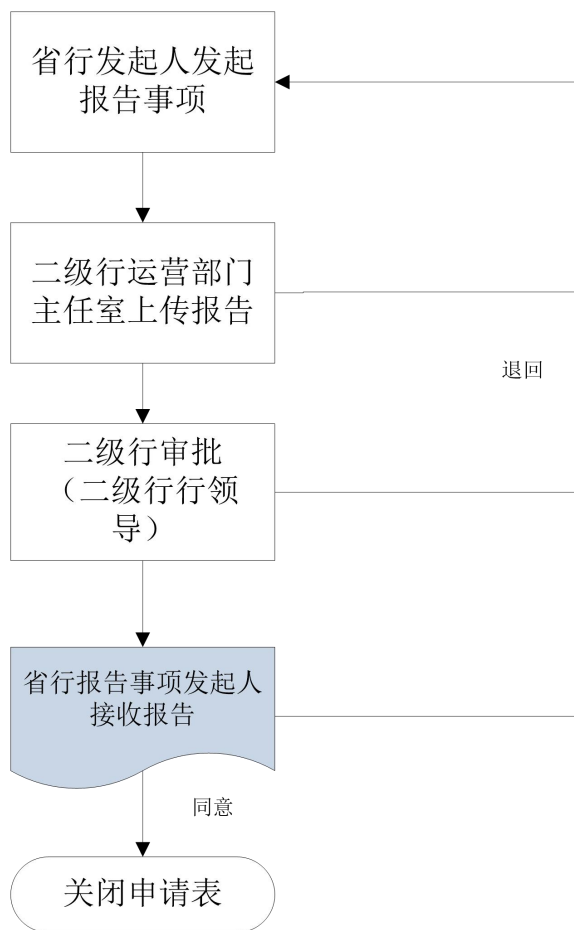 省行发起人发起
报告事项
二级行运营部门
主任室上传报告
退回
二级行审批
（二级行行领
导）
省行报告事项发起人
接收报告
同意
关闭申请表